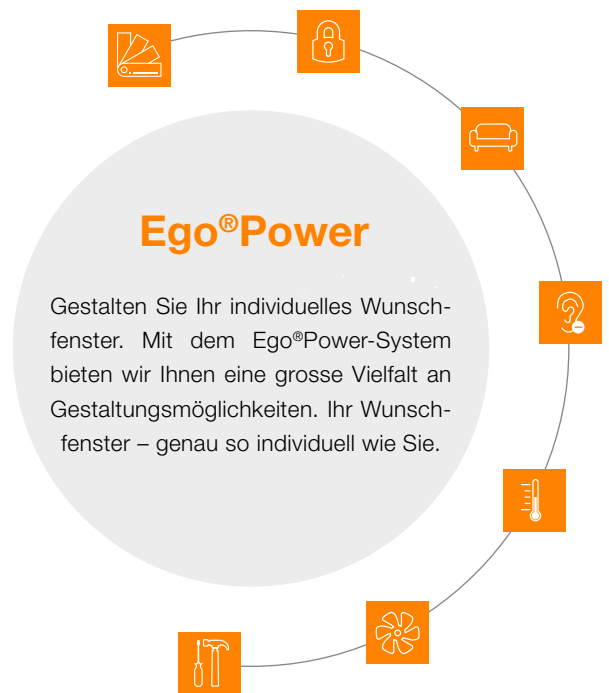 Ego®Power
Gestalten Sie Ihr individuelles Wunsch-
fenster. Mit dem Ego®Power-System
bieten wir Ihnen eine grosse Vielfalt an
Gestaltungsmöglichkeiten. Ihr Wunsch-
fenster – genau so individuell wie Sie.